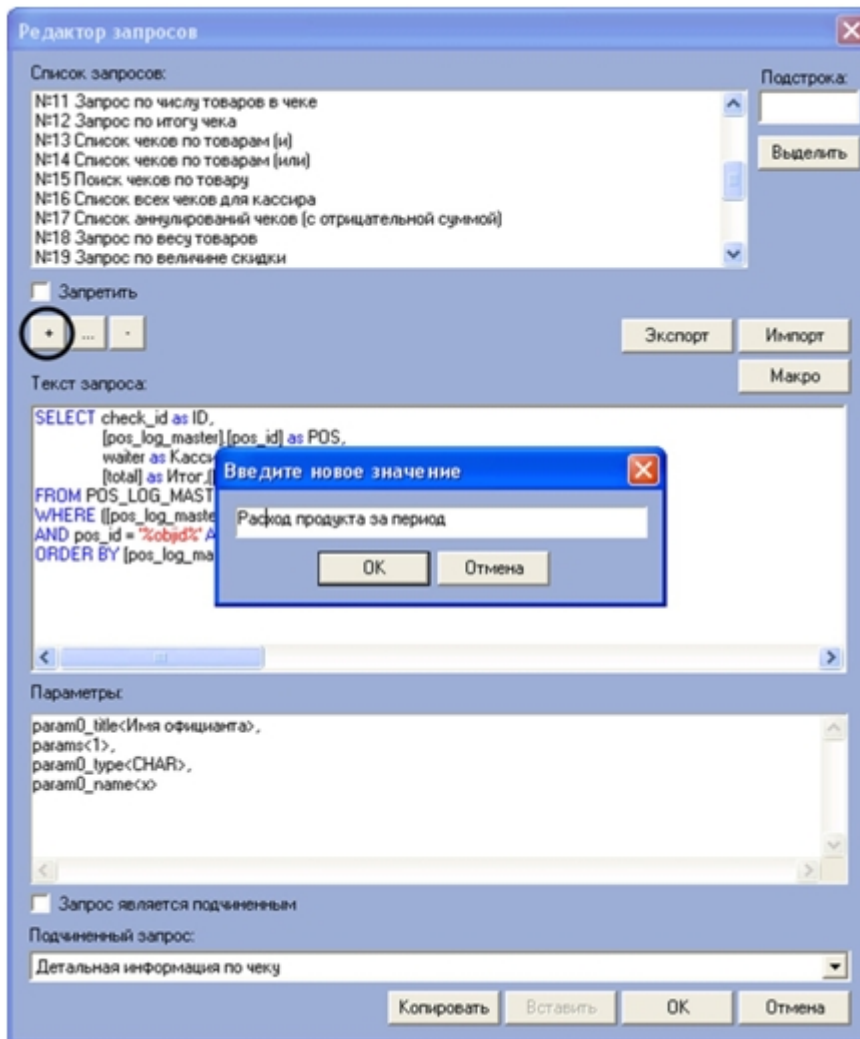 Редактор запросов
Список запросов:
Подстрока:
№11 Запрос по числу товаров в чеке
№12 Запрос по итогу чека
№13 Список чеков по товарам (и)
№14 Список чеков по товарам (или)
№15 Поиск чеков по товару
№16 Список всех чеков для кассира
№17 Список аннулирований чеков (с отрицательной суммой)
№18 Запрос по весу товаров
№19 Запрос по величине скидки
Выделить
Запретить
+ ... -
Экспорт Импорт
Макро
Текст запроса:
SELECT check_id as ID,
[pos_log_master].[pos_id] as POS,
waiter as Касси
[total] as Итог,([
FROM POS_LOG_MAST
WHERE ([pos_log_maste
AND pos_id = '%objid%' A
ORDER BY [pos_log_ma
Введите новое значение
Расход продукта за период
OK Отмена
Параметры:
param0_title<Имя официанта>,
params<1>,
param0_type<CHAR>,
param0_name<x>
Запрос является подчиненным
Подчиненный запрос:
Детальная информация по чеку
Копировать Вставить OK Отмена